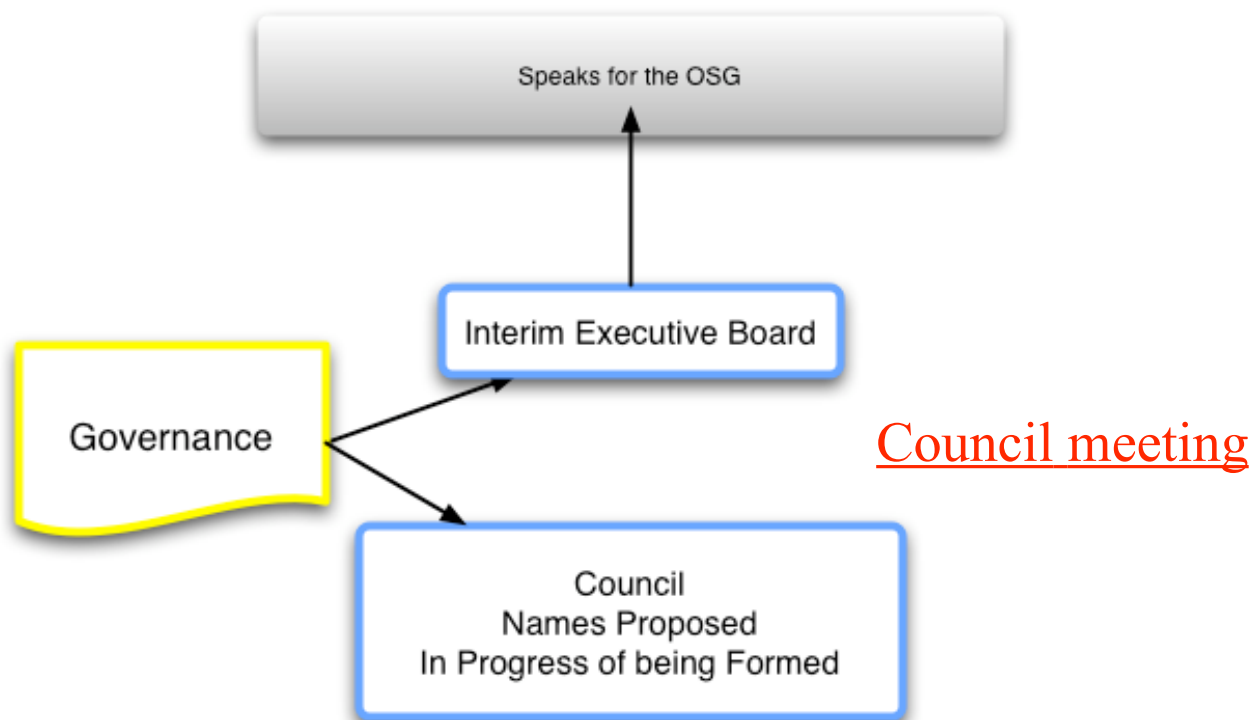 Speaks for the OSG
Interim Executive Board
Governance
Council meeting
Council
Names Proposed
In Progress of being Formed